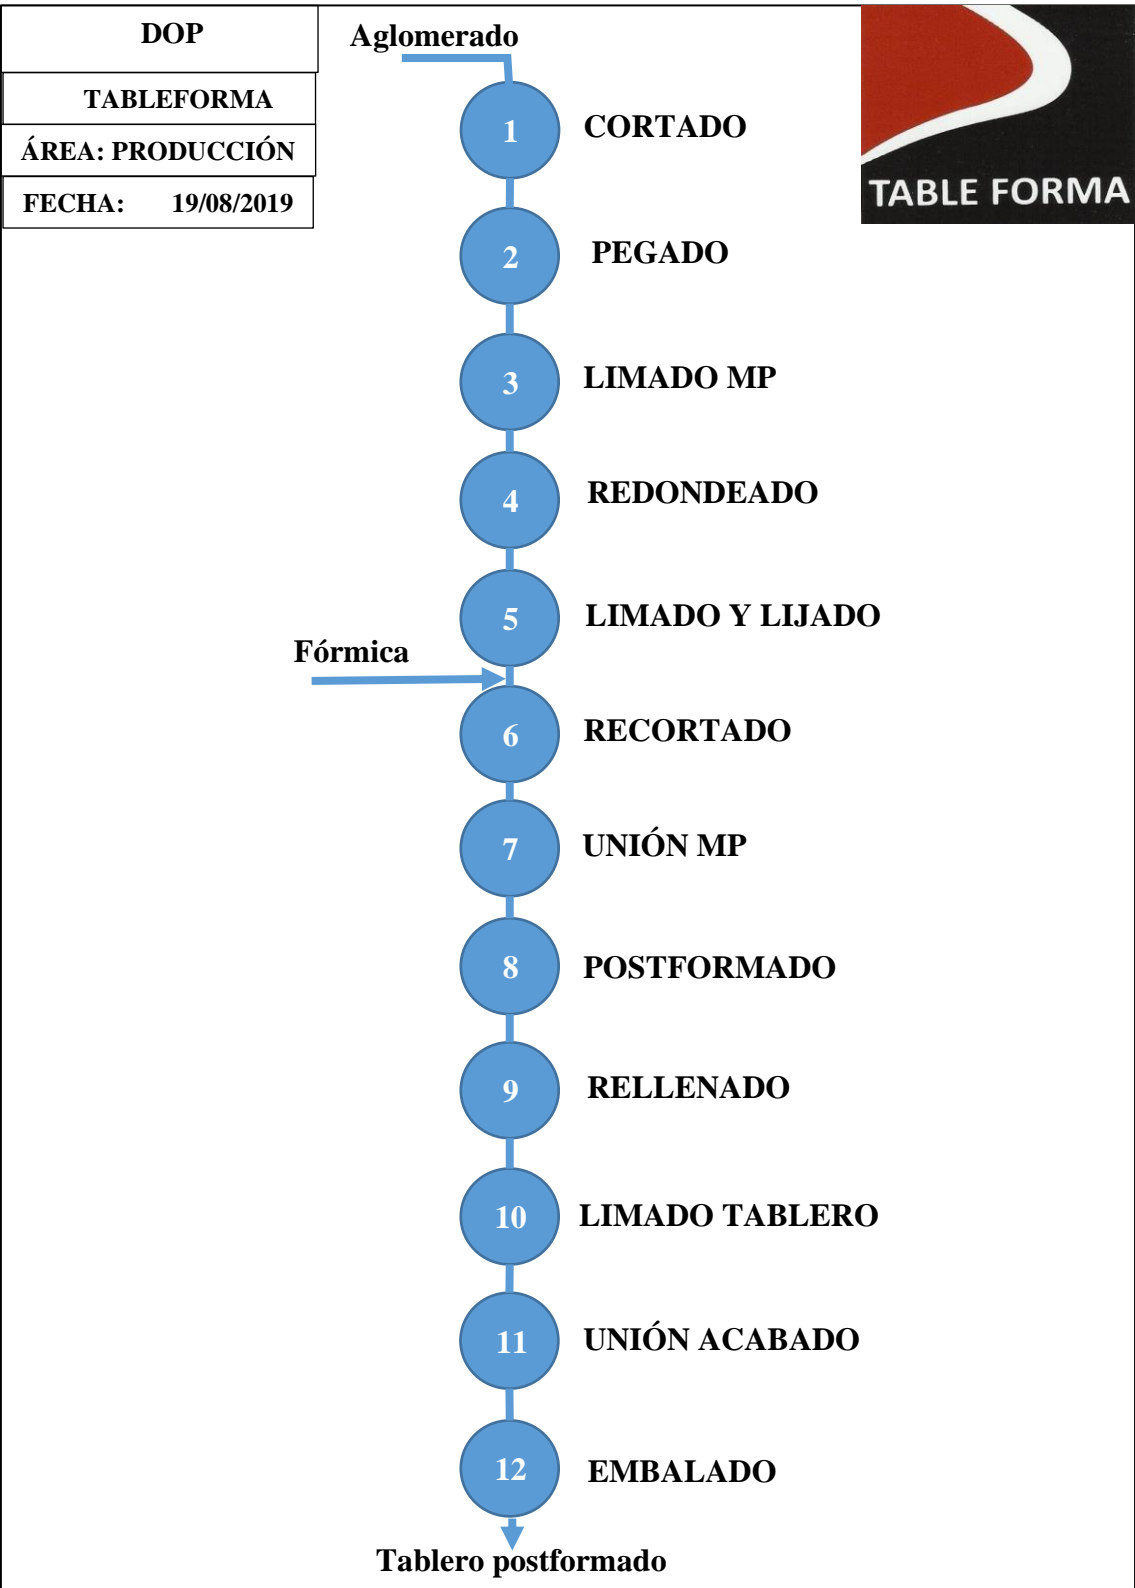 DOP
TABLEFORMA
ÁREA: PRODUCCIÓN
FECHA: 19/08/2019
TABLE FORMA
Aglomerado
1 CORTADO
2 PEGADO
3 LIMADO MP
4 REDONDEADO
5 LIMADO Y LIJADO
Fórmica
6 RECORTADO
7 UNIÓN MP
8 POSTFORMADO
9 RELLENADO
10 LIMADO TABLERO
11 UNIÓN ACABADO
12 EMBALADO
Tablero postformado